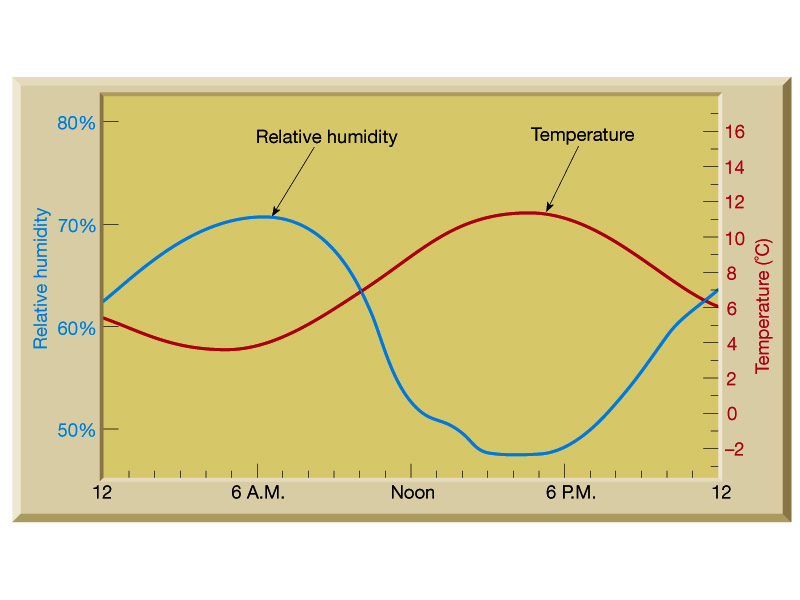 80%
70%
60%
50%
Relative humidity
Relative humidity
Temperature
16
14
12
10
8
6
4
2
0
–2
Temperature (°C)
12
6 A.M.
Noon
6 P.M.
12